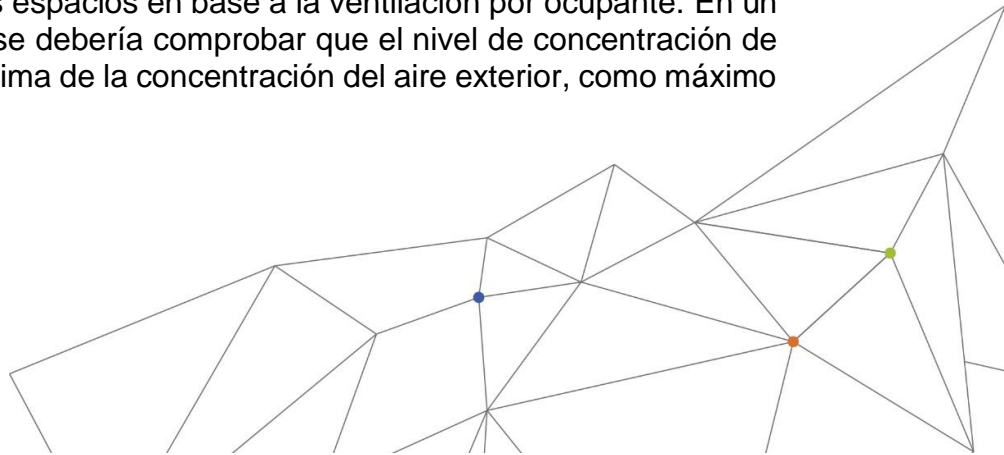 s espacios en base a la ventilación por ocupante. En un
se debería comprobar que el nivel de concentración de
ima de la concentración del aire exterior, como máximo